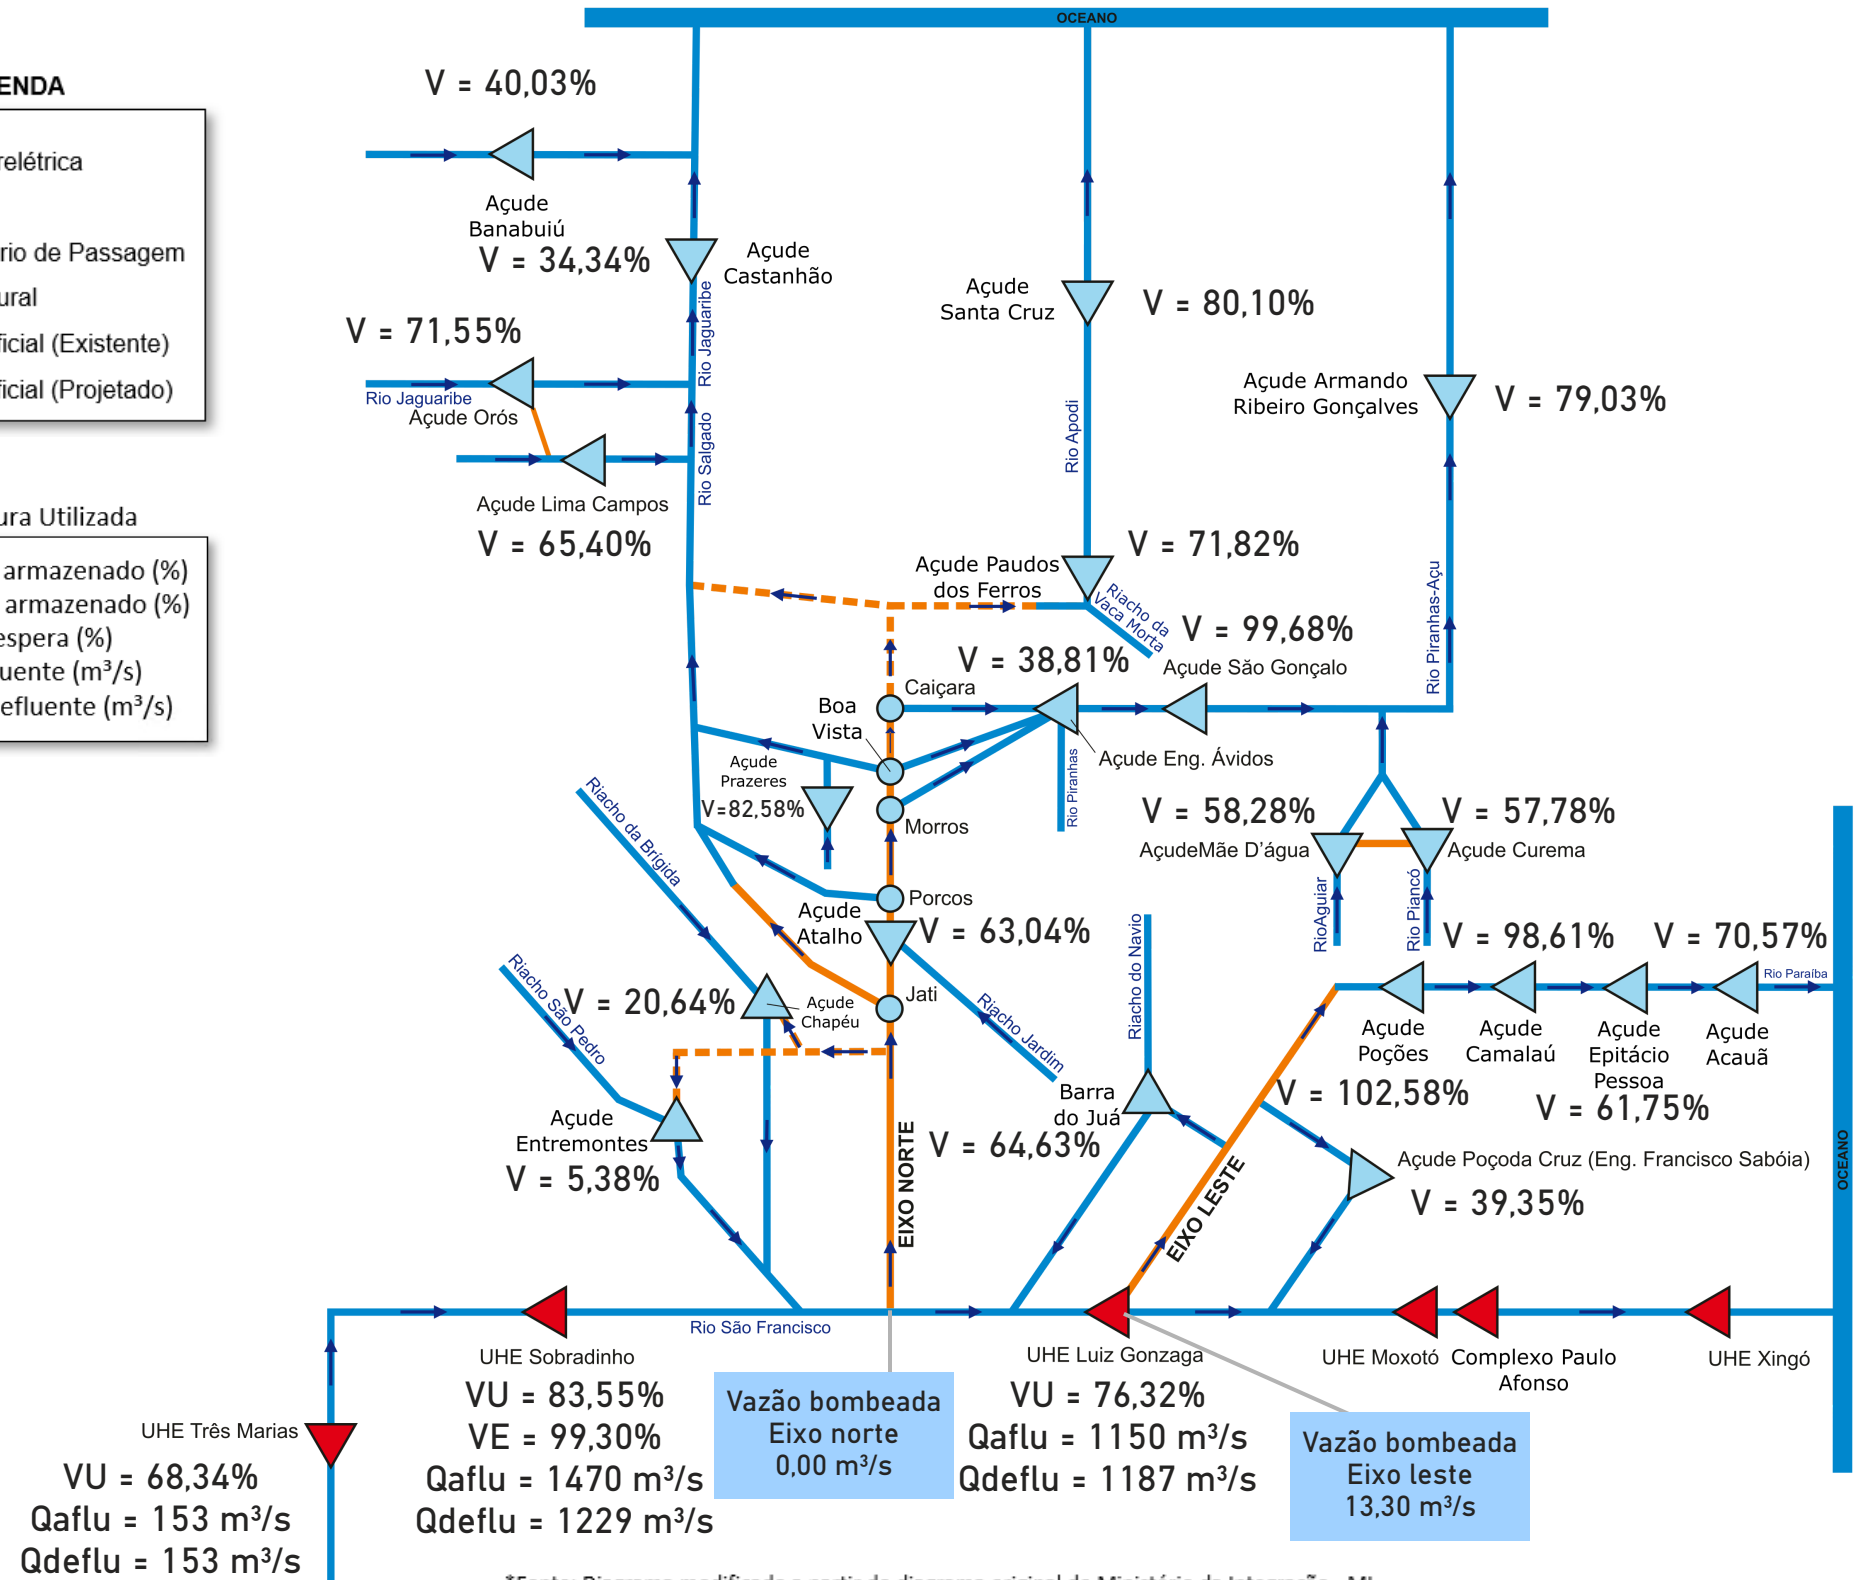 OCEANO
V = 40,03%
Açude
Banabuiú
V = 34,34%
Açude
Castanhão
Rio Jaguaribe
V = 71,55%
Rio Jaguaribe
Açude Orós
Rio Salgado
Açude Lima Campos
V = 65,40%
Açude
Santa Cruz
V = 80,10%
Rio Apodi
Açude Armando
Ribeiro Gonçalves
V = 79,03%
Açude Paudos
dos Ferros
V = 71,82%
Riacho da
Vaca Morta
V = 99,68%
Açude São Gonçalo
V = 38,81%
Rio Piranhas-Açu
Caiçara
Boa
Vista
Açude Eng. Ávidos
Rio Piranhas
Açude
Prazeres
V=82,58%
Morros
Riacho da Brígida
Porcos
Açude
Atalho
V = 63,04%
V = 58,28%
AçudeMãe D'água
V = 57,78%
Açude Curema
RioAguiar
Rio Piancó
V = 98,61%
V = 70,57%
Rio Paraíba
Riacho São Pedro
V = 20,64%
Açude
Chapéu
Jati
Riacho Jardim
Riacho do Navio
Açude
Poções
Açude
Camalaú
Açude
Epitácio
Pessoa
Açude
Acauã
V = 102,58%
V = 61,75%
Barra
do Juá
V = 64,63%
Açude
Entremontes
V = 5,38%
EIXO NORTE
EIXO LESTE
Açude Poçoda Cruz (Eng. Francisco Sabóia)
V = 39,35%
OCEANO
Rio São Francisco
UHE Sobradinho
VU = 83,55%
VE = 99,30%
Qaflu = 1470 m³/s
Qdeflu = 1229 m³/s
Vazão bombeada
Eixo norte
0,00 m³/s
UHE Luiz Gonzaga
VU = 76,32%
Qaflu = 1150 m³/s
Qdeflu = 1187 m³/s
Vazão bombeada
Eixo leste
13,30 m³/s
UHE Moxotó
Complexo Paulo
Afonso
UHE Xingó
UHE Três Marias
VU = 68,34%
Qaflu = 153 m³/s
Qdeflu = 153 m³/s
ENDA
relétrica
rio de Passagem
ural
ficial (Existente)
ficial (Projetado)
ura Utilizada
armazenado (%)
armazenado (%)
espera (%)
uente (m³/s)
efluente (m³/s)